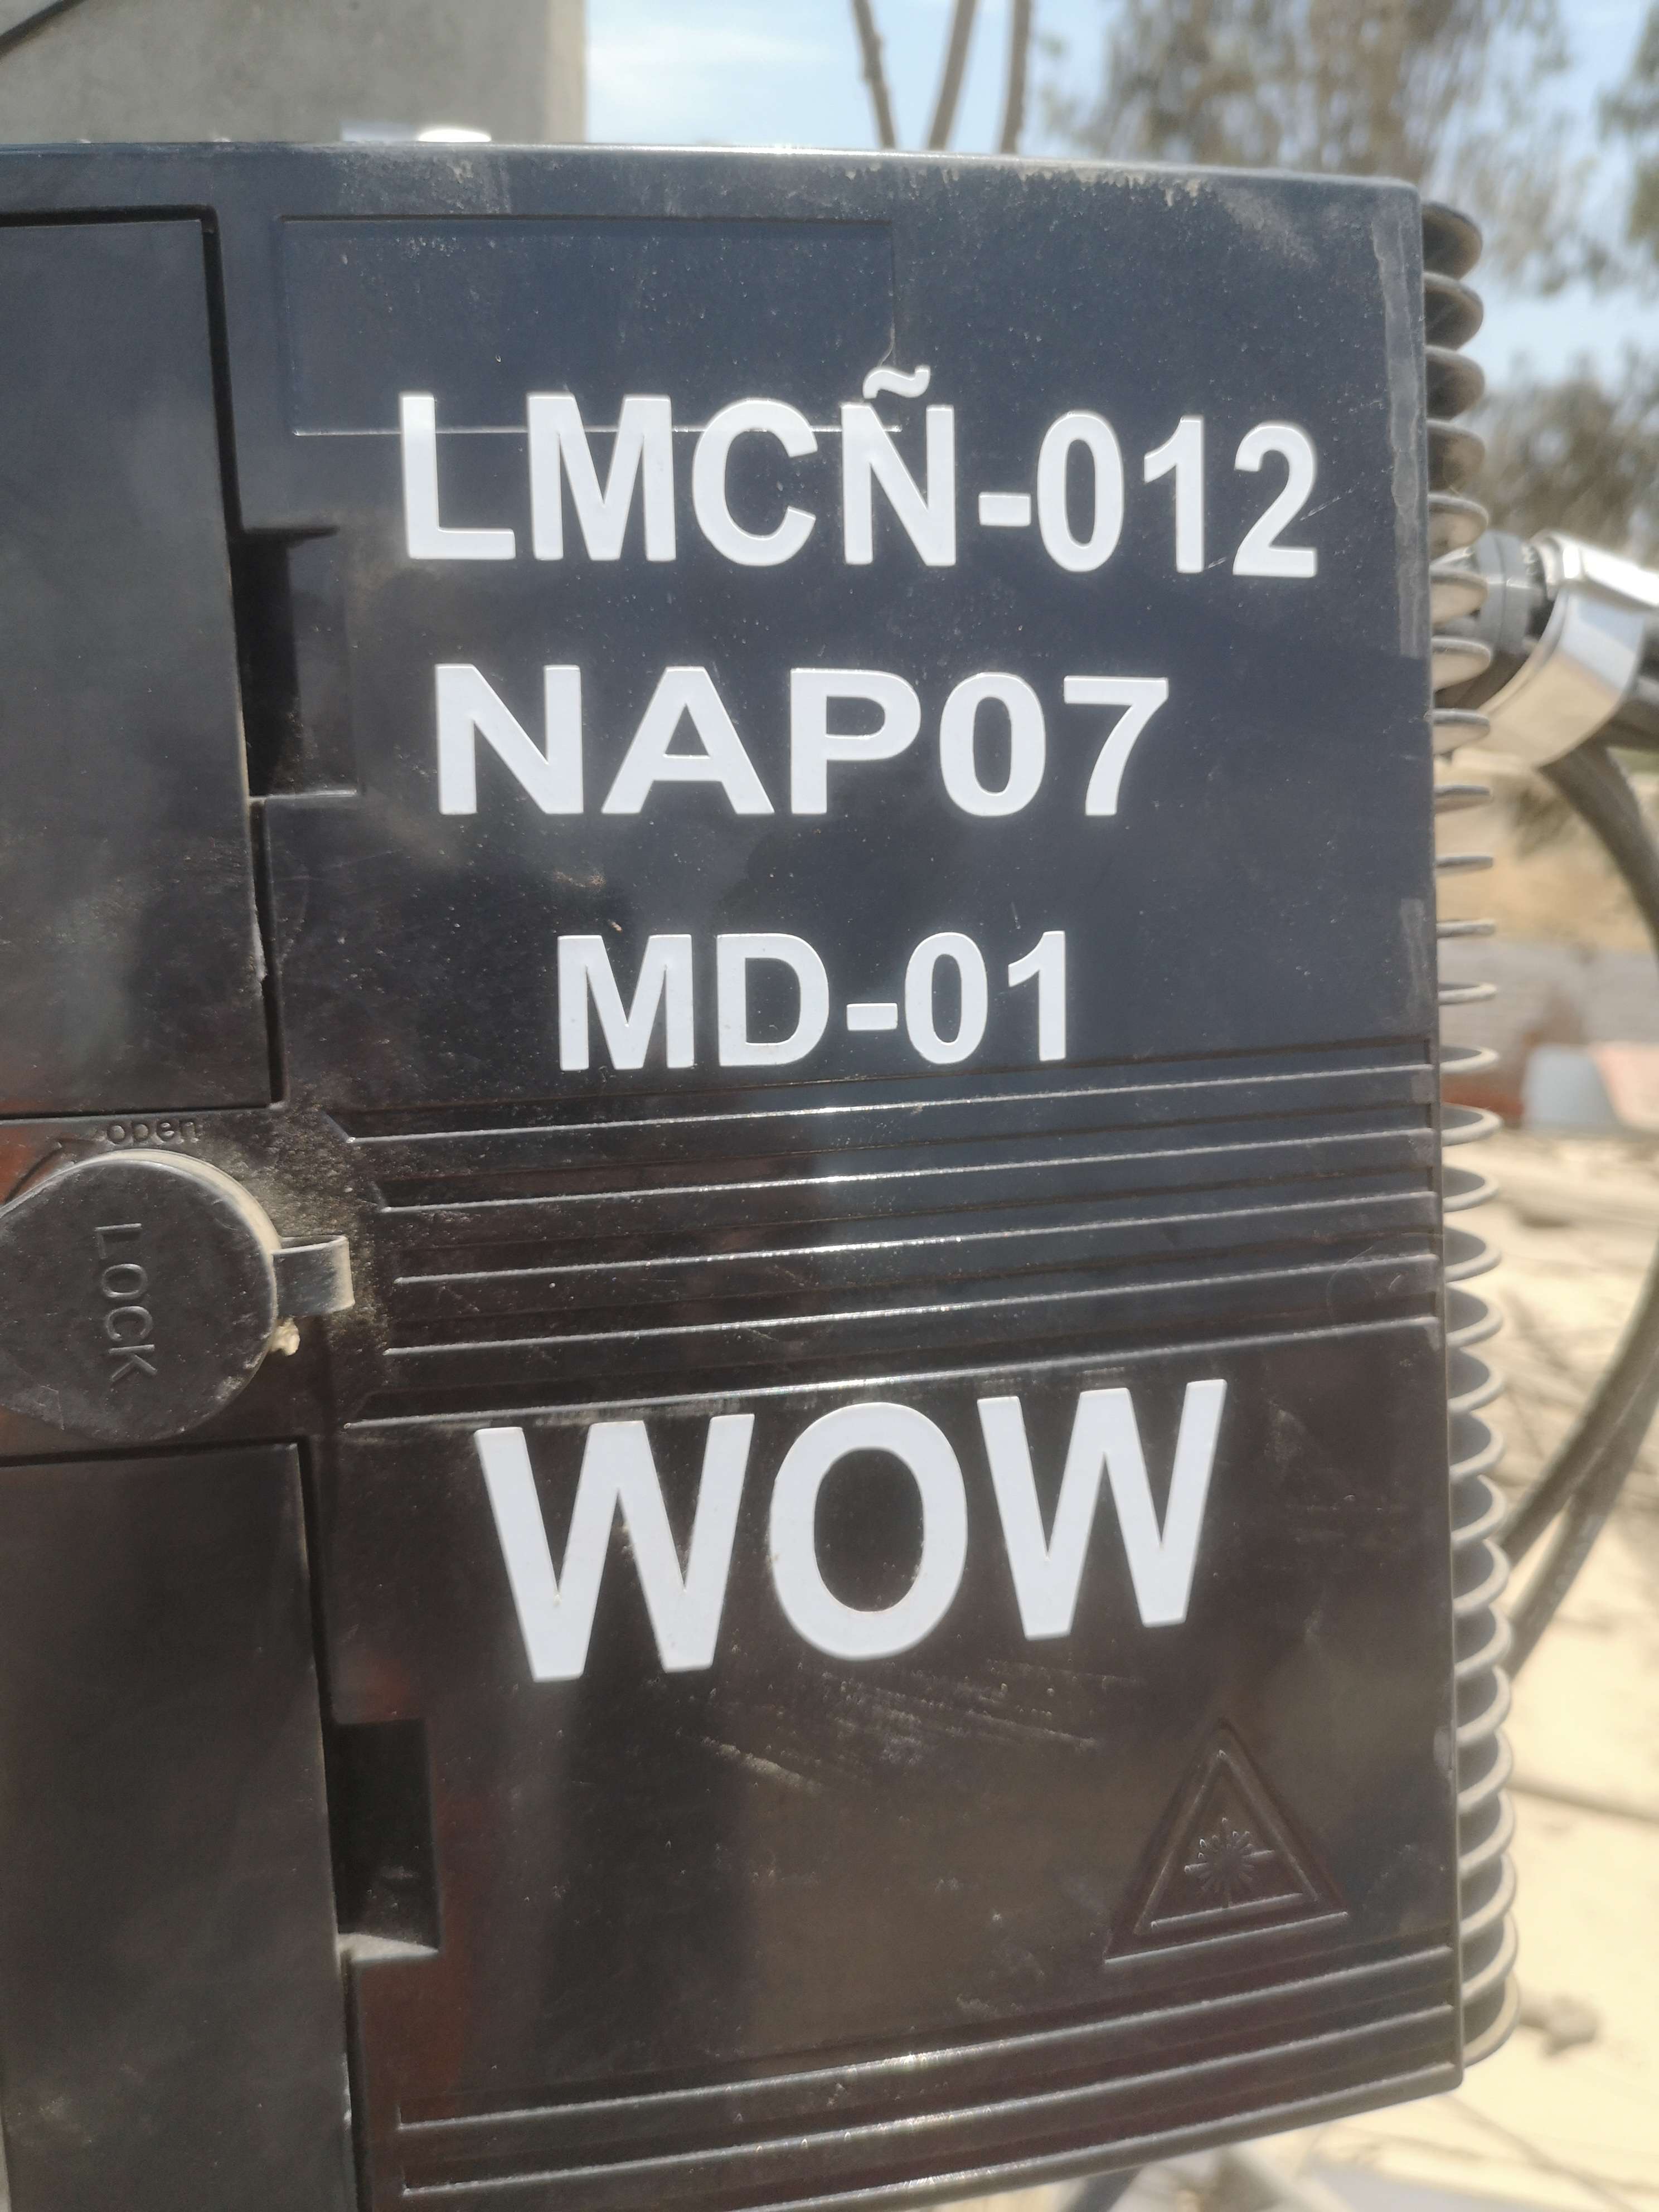 LMCÑ-012
NAP07
MD-01
open
LOCK
WOW